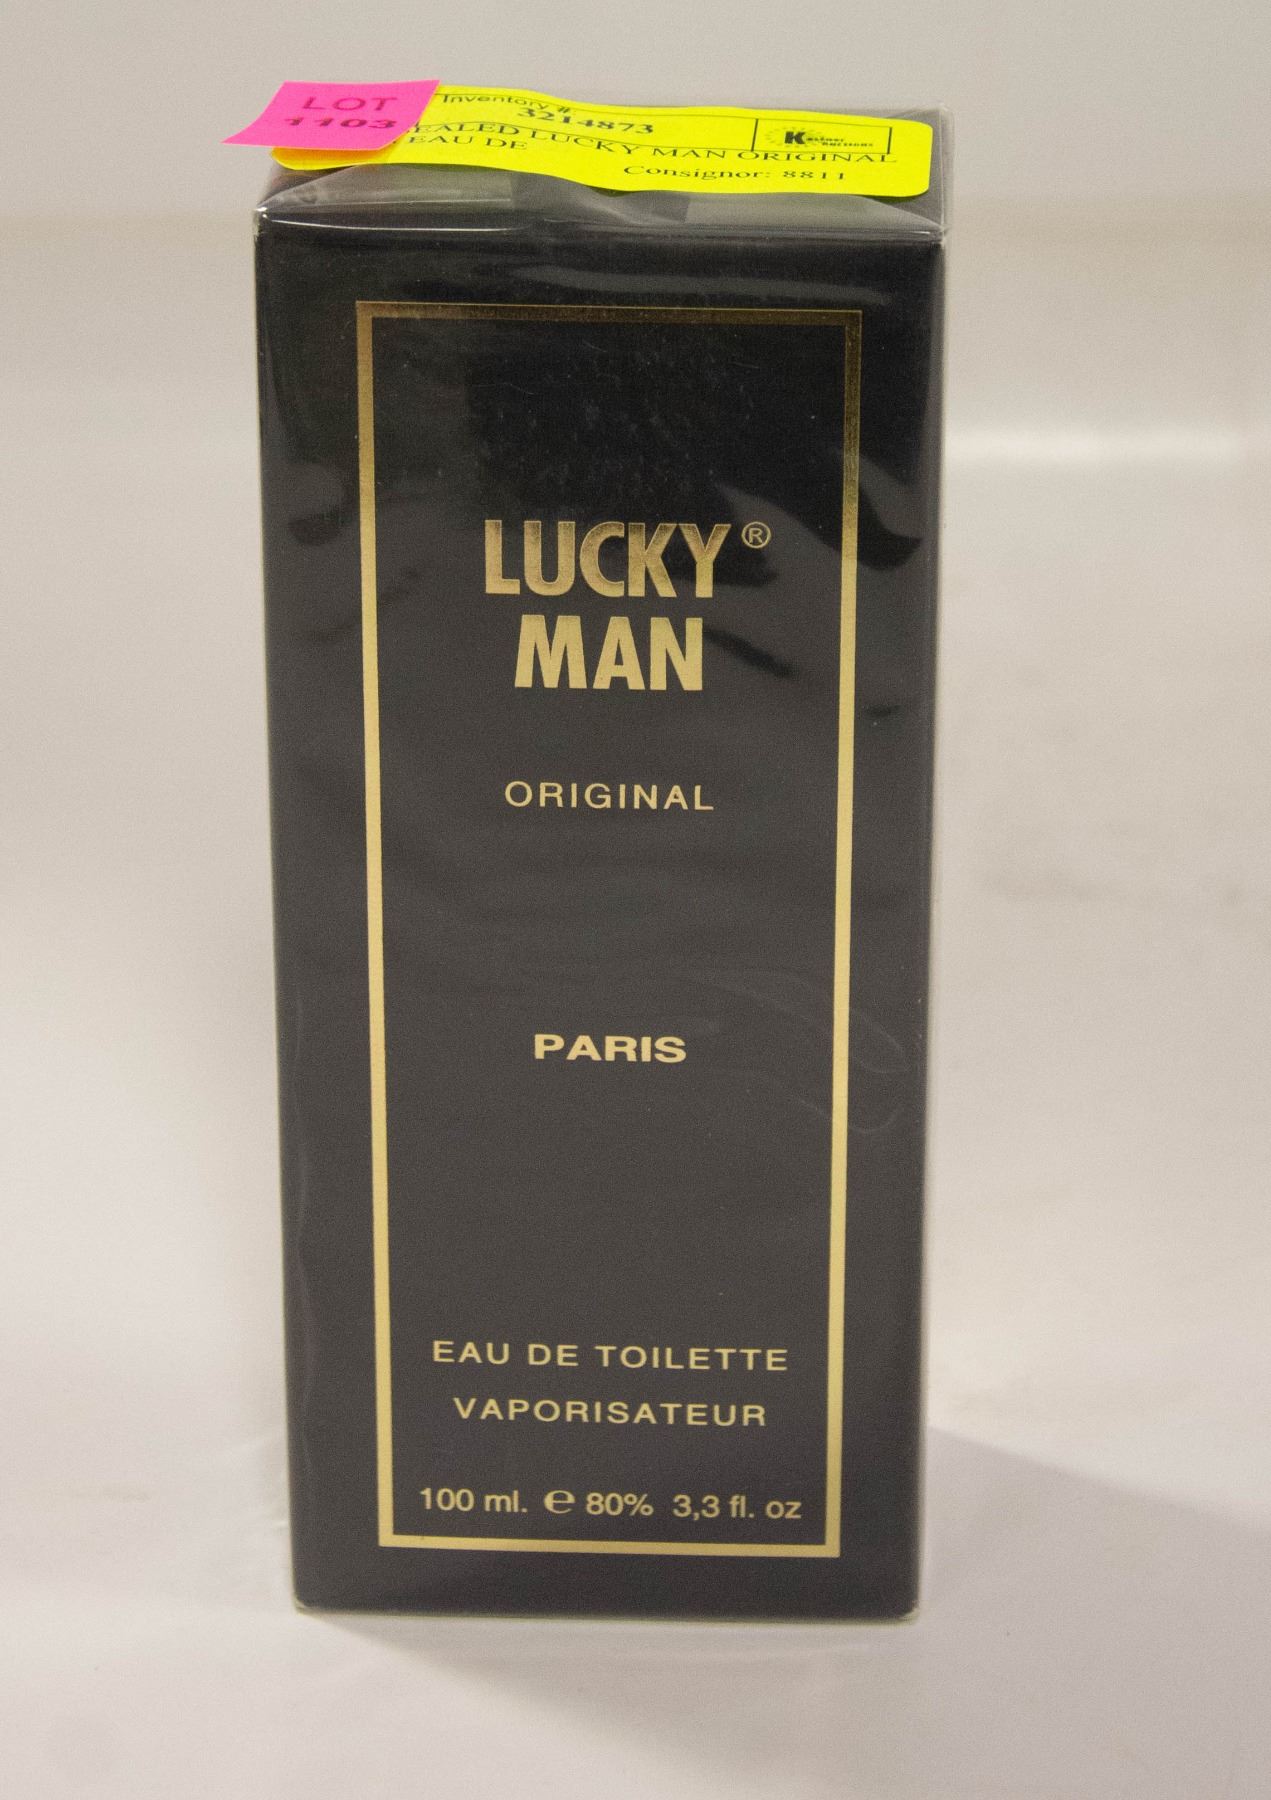 LOT
1103
Inventory #:
3214873
EALED LUCKY MAN ORIGINAL
EAU DE
Consignor: 8811
LUCKY®
MAN
ORIGINAL
PARIS
EAU DE TOILETTE
VAPORISATEUR
100 ml. ℮ 80% 3,3 fl. oz